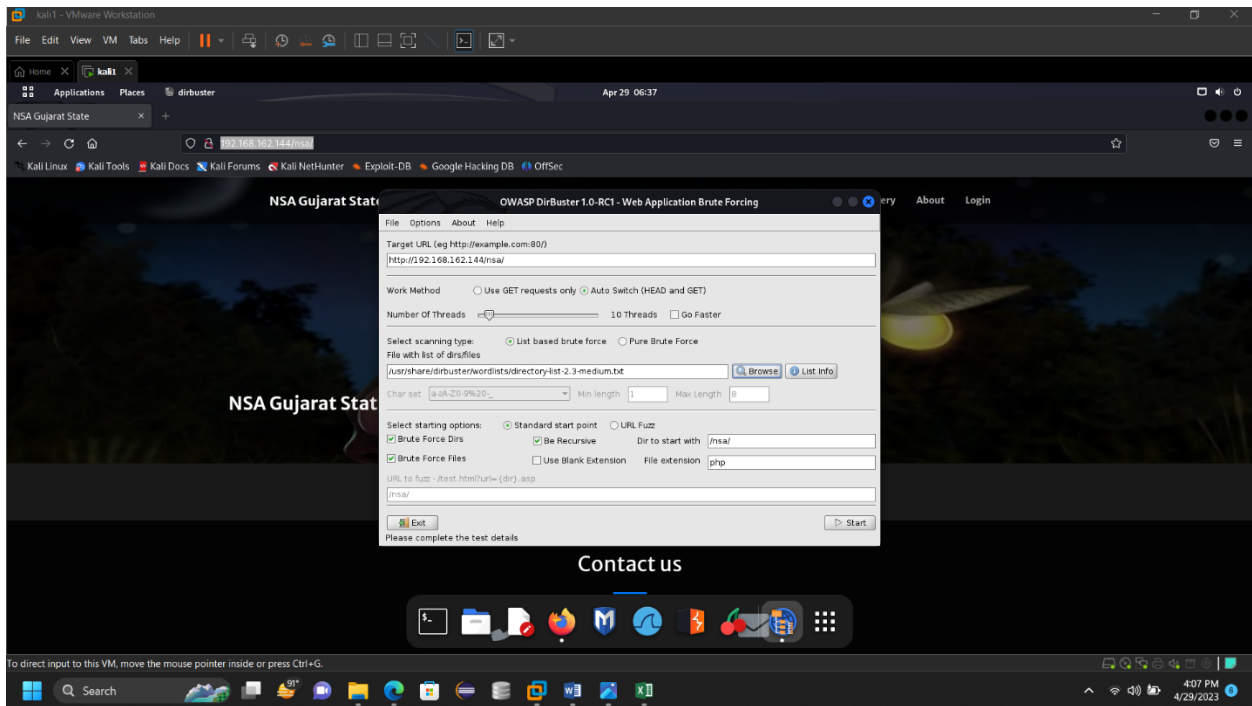 kali1 - VMware Workstation
File Edit View VM Tabs Help
Home kali1
Applications Places dirbuster Apr 29 06:37
NSA Gujarat State
192.168.162.144/nsa/
Kali Linux Kali Tools Kali Docs Kali Forums Kali NetHunter Exploit-DB Google Hacking DB OffSec
NSA Gujarat State
ery About Login
OWASP DirBuster 1.0-RC1 - Web Application Brute Forcing
File Options About Help
Target URL (eg http://example.com:80/)
http://192.168.162.144/nsa/
Work Method Use GET requests only Auto Switch (HEAD and GET)
Number Of Threads 10 Threads Go Faster
Select scanning type: List based brute force Pure Brute Force
File with list of dirs/files
/usr/share/dirbuster/wordlists/directory-list-2.3-medium.txt Browse List Info
Char set a-zA-Z0-9%20-_ Min length 1 Max Length 8
NSA Gujarat Stat
Select starting options: Standard start point URL Fuzz
Brute Force Dirs Be Recursive Dir to start with /nsa/
Brute Force Files Use Blank Extension File extension php
URL to fuzz - /test.html?url={dir}.asp
/nsa/
Exit Start
Please complete the test details
Contact us
To direct input to this VM, move the mouse pointer inside or press Ctrl+G.
Search 91° 4:07 PM
4/29/2023 8